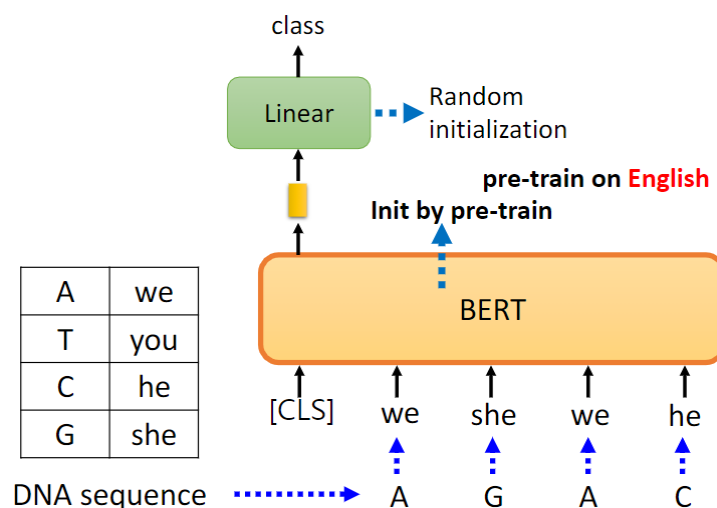 class
Linear
Random
initialization
pre-train on English
Init by pre-train
BERT
A we
T you
C he
G she
[CLS] we she we he
DNA sequence A G A C